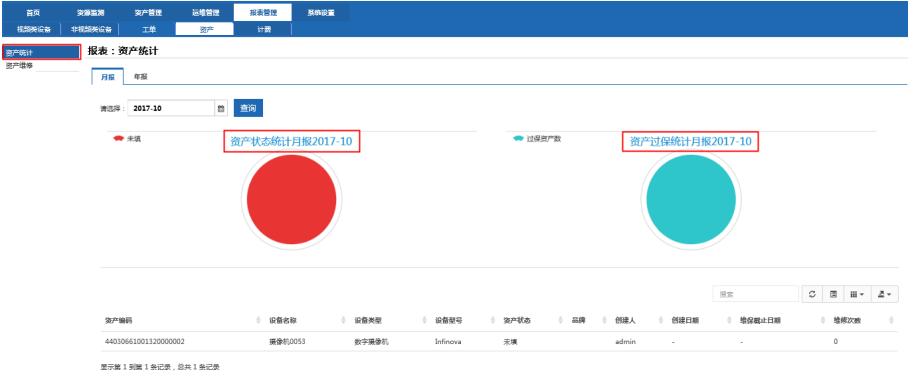 首页 资源监测 资产管理 运维管理 报表管理 系统设置
视频类设备 非视频类设备 工单 资产 计费
资产统计
资产维修
报表：资产统计
月报 年报
请选择： 2017-10 查询
未填 资产状态统计月报2017-10
过保资产数 资产过保统计月报2017-10
搜索
资产编码 设备名称 设备类型 设备型号 资产状态 品牌 创建人 创建日期 维保截止日期 维修次数
44030661001320000002 摄像机0053 数字摄像机 Infinova 未填 admin - - 0
显示第 1 到第 1 条记录，总共 1 条记录